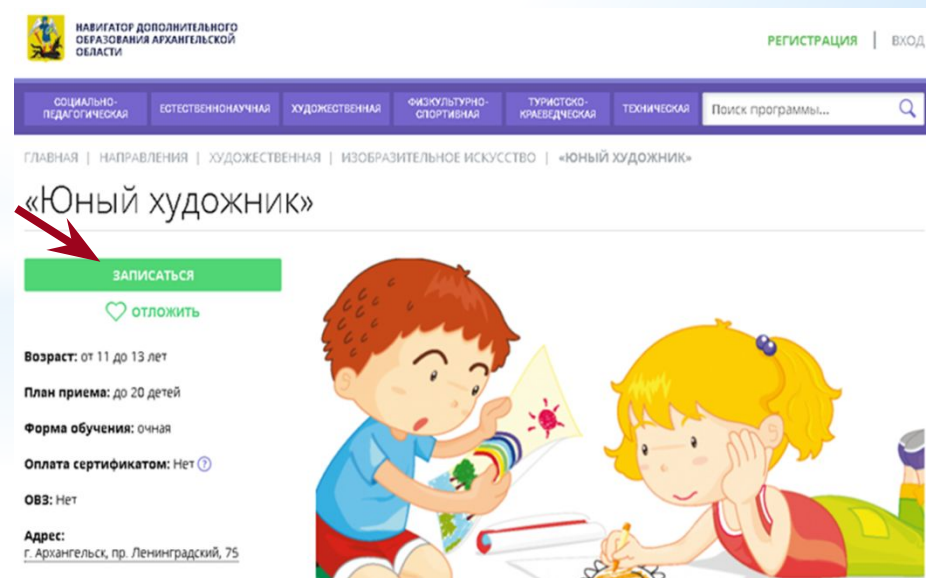 НАВИГАТОР ДОПОЛНИТЕЛЬНОГО
ОБРАЗОВАНИЯ АРХАНГЕЛЬСКОЙ
ОБЛАСТИ
РЕГИСТРАЦИЯ | ВХОД
СОЦИАЛЬНО-
ПЕДАГОГИЧЕСКАЯ
ЕСТЕСТВЕННОНАУЧНАЯ
ХУДОЖЕСТВЕННАЯ
ФИЗКУЛЬТУРНО-
СПОРТИВНАЯ
ТУРИСТСКО-
КРАЕВЕДЧЕСКАЯ
ТЕХНИЧЕСКАЯ
Поиск программы...
ГЛАВНАЯ | НАПРАВЛЕНИЯ | ХУДОЖЕСТВЕННАЯ | ИЗОБРАЗИТЕЛЬНОЕ ИСКУССТВО | «ЮНЫЙ ХУДОЖНИК»
«Юный художник»
ЗАПИСАТЬСЯ
ОТЛОЖИТЬ
Возраст: от 11 до 13 лет
План приема: до 20 детей
Форма обучения: очная
Оплата сертификатом: Нет ?
ОВЗ: Нет
Адрес:
г. Архангельск, пр. Ленинградский, 75